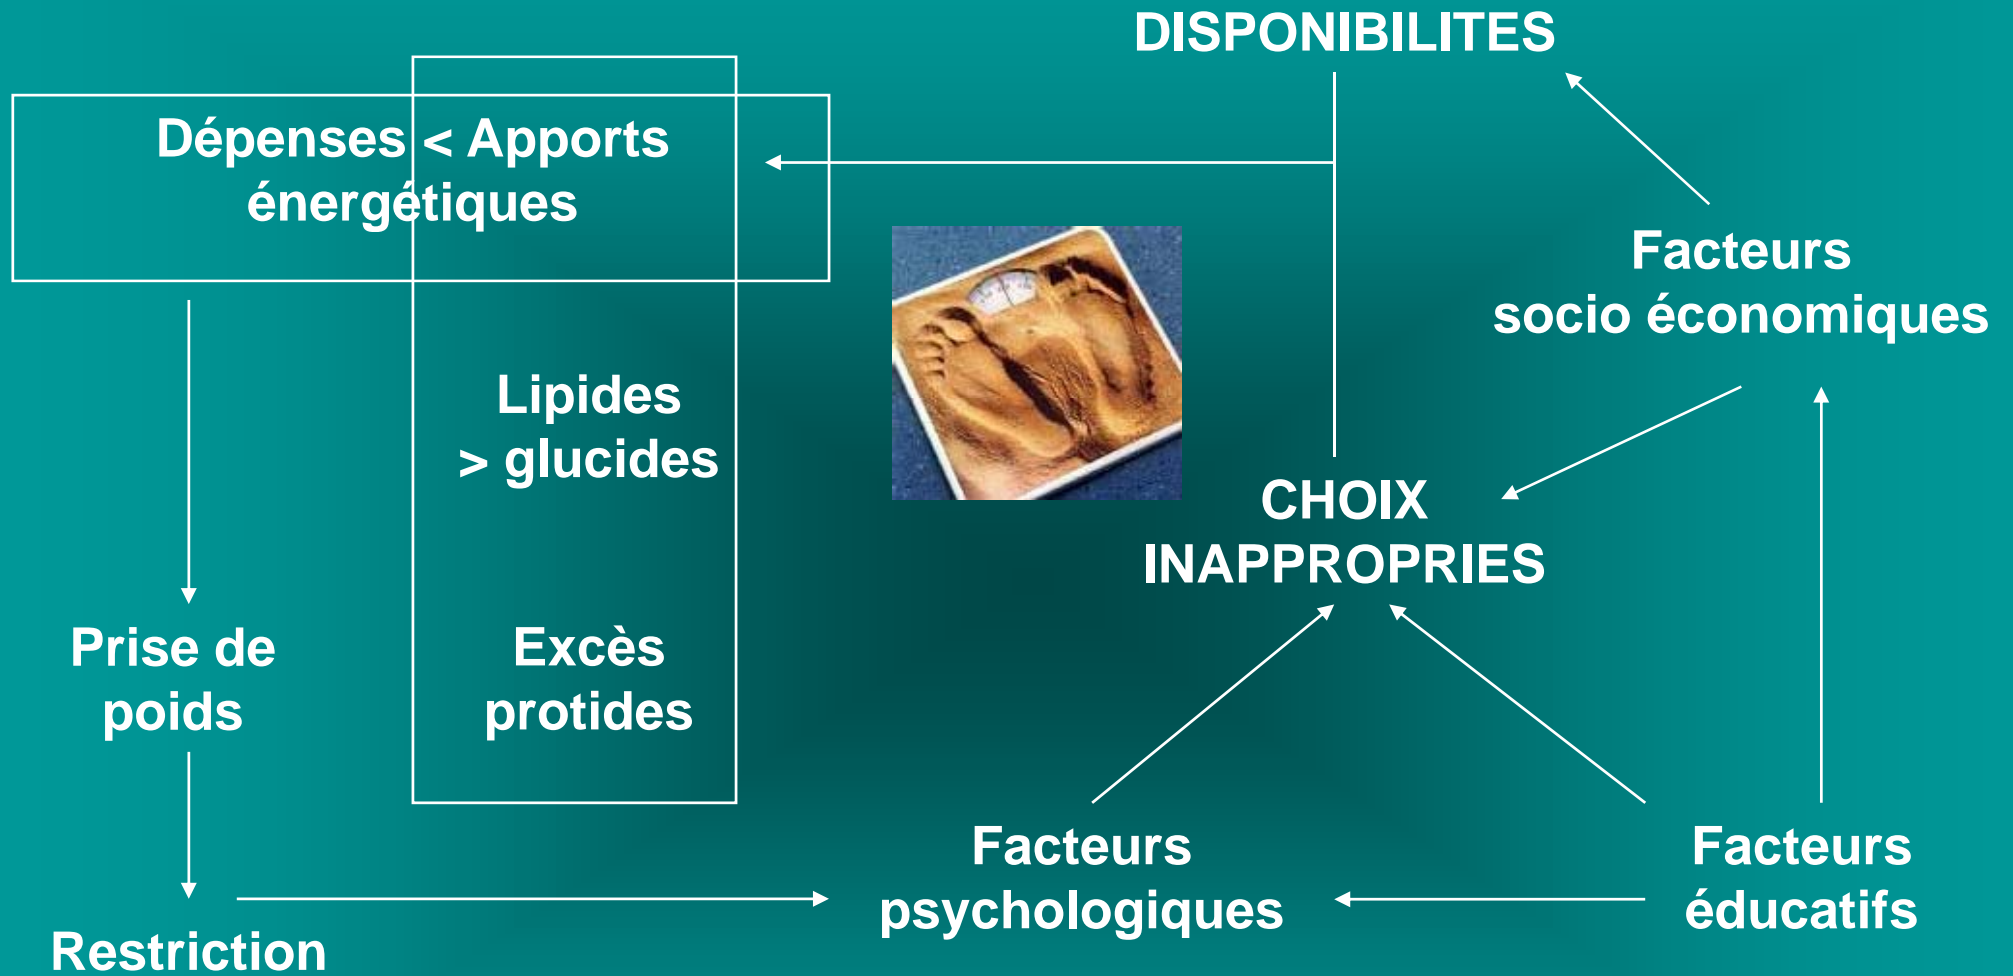 DISPONIBILITES
Dépenses < Apports
énergétiques
Facteurs
socio économiques
Lipides
> glucides
CHOIX
INAPPROPRIES
Prise de
poids
Excès
protides
Facteurs
psychologiques
Facteurs
éducatifs
Restriction